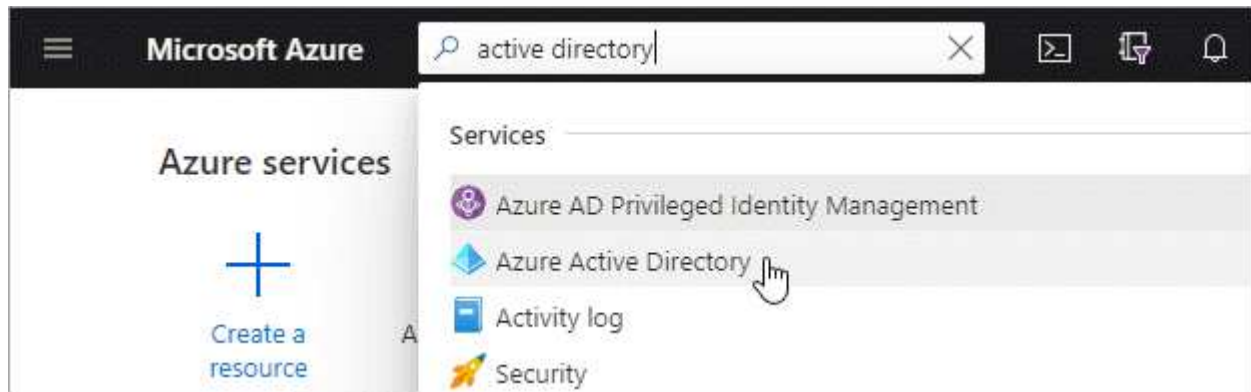 Microsoft Azure
active directory
Azure services
Create a
resource
A
Services
Azure AD Privileged Identity Management
Azure Active Directory
Activity log
Security